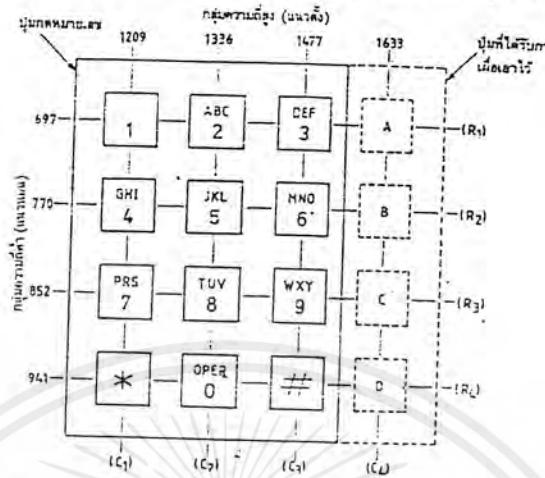 กลุ่มความถี่สูง (แนวตั้ง)
ปุ่มกดหมายเลข
1209 1336 1477 1633
ปุ่มที่ได้รับกา
เผื่อเอาไว้
กลุ่มความถี่ต่ำ (แนวนอน)
697
1
ABC
2
DEF
3
A
(R1)
770
GHI
4
JKL
5
MNO
6
B
(R2)
852
PRS
7
TUV
8
WXY
9
C
(R3)
941
*
OPER
0
#
D
(R4)
(C1) (C2) (C3) (C4)